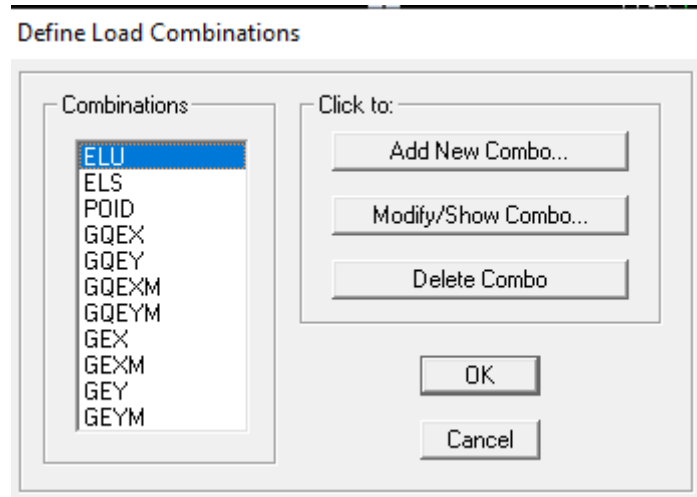 Define Load Combinations
Combinations
ELU
ELS
POID
GQEX
GQEY
GQEXM
GQEYM
GEX
GEXM
GEY
GEYM
Click to:
Add New Combo...
Modify/Show Combo...
Delete Combo
OK
Cancel